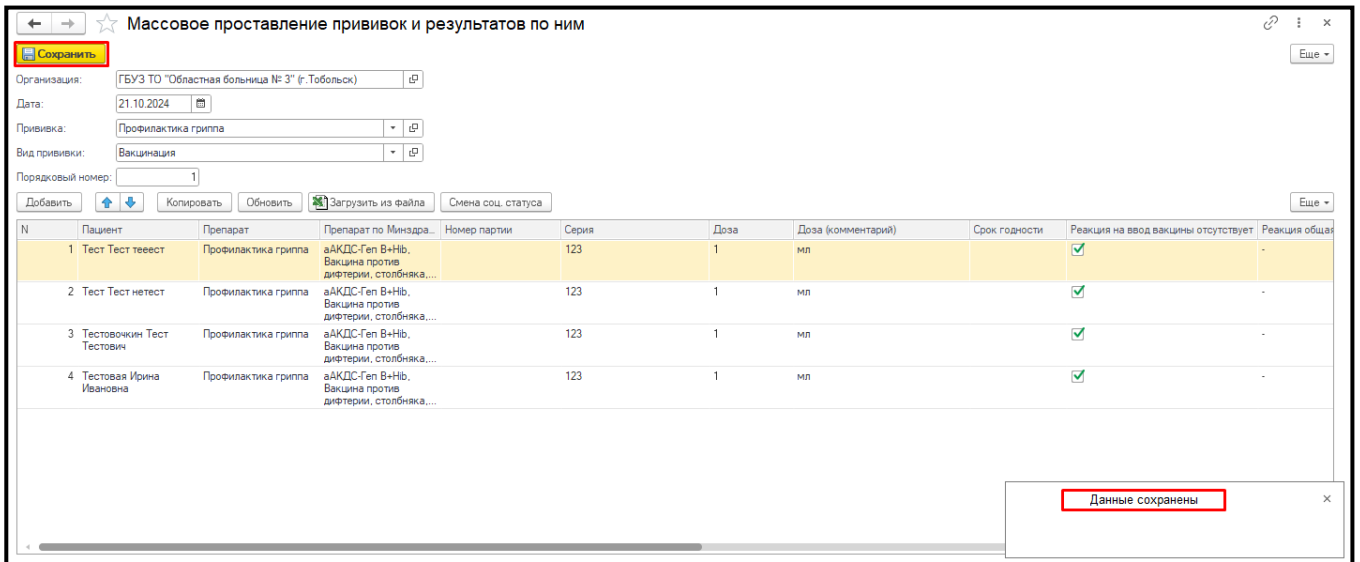 Массовое проставление прививок и результатов по ним
Сохранить
Еще
Организация: ГБУЗ ТО "Областная больница № 3" (г.Тобольск)
Дата: 21.10.2024
Прививка: Профилактика гриппа
Вид прививки: Вакцинация
Порядковый номер: 1
Добавить Копировать Обновить Загрузить из файла Смена соц. статуса Еще
N Пациент Препарат Препарат по Минздра... Номер партии Серия Доза Доза (комментарий) Срок годности Реакция на ввод вакцины отсутствует Реакция общая
1 Тест Тест тееест Профилактика гриппа аАКДС-Геп В+Hib, 123 1 мл -
Вакцина против
дифтерии, столбняка,...
2 Тест Тест нетест Профилактика гриппа аАКДС-Геп В+Hib, 123 1 мл -
Вакцина против
дифтерии, столбняка,...
3 Тестовочкин Тест Профилактика гриппа аАКДС-Геп В+Hib, 123 1 мл -
Тестович Вакцина против
дифтерии, столбняка,...
4 Тестовая Ирина Профилактика гриппа аАКДС-Геп В+Hib, 123 1 мл -
Ивановна Вакцина против
дифтерии, столбняка,...
Данные сохранены